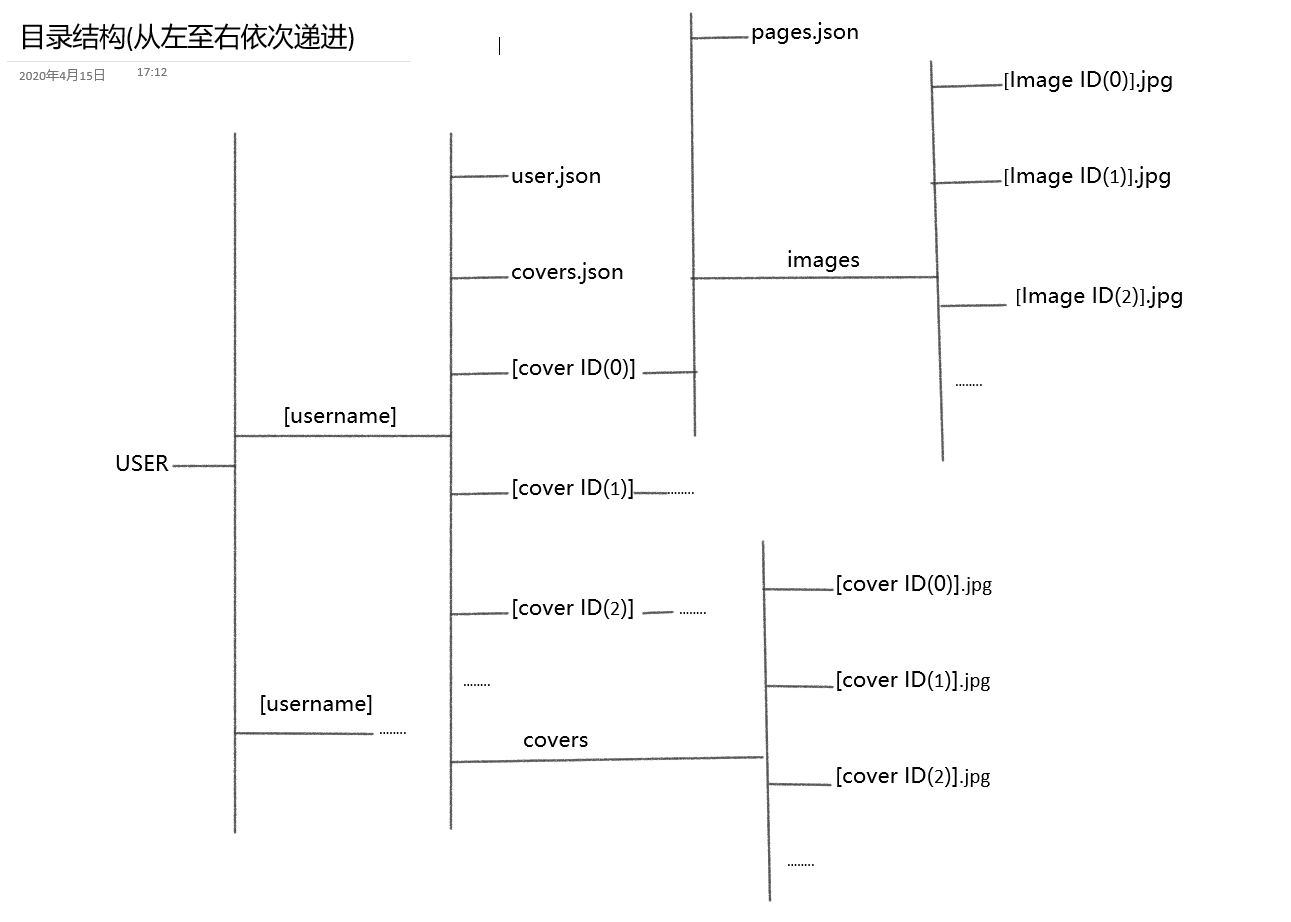 目录结构(从左至右依次递进)
2020年4月15日 17:12
pages.json
[Image ID(0)].jpg
[Image ID(1)].jpg
user.json
images
covers.json
[Image ID(2)].jpg
[cover ID(0)]
........
[username]
USER
[cover ID(1)]........
[cover ID(0)].jpg
[cover ID(2)] ........
........
[cover ID(1)].jpg
[username]
........
covers
[cover ID(2)].jpg
........